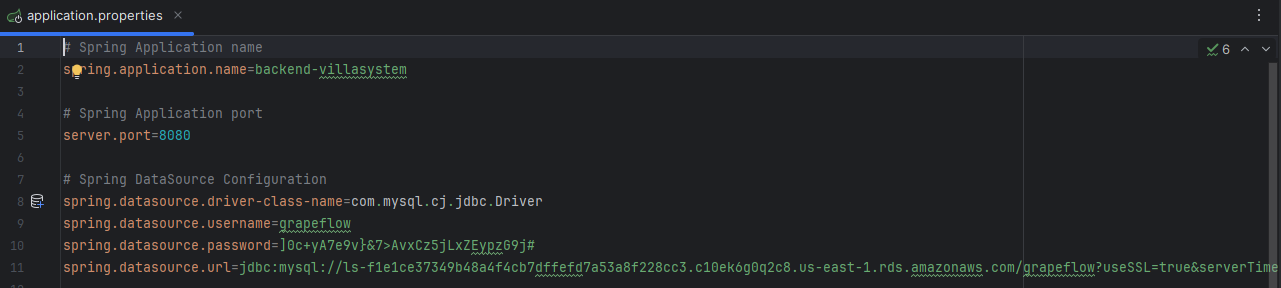 application.properties
1 # Spring Application name
6
2 spring.application.name=backend-villasystem
3
4 # Spring Application port
5 server.port=8080
6
7 # Spring DataSource Configuration
8 spring.datasource.driver-class-name=com.mysql.cj.jdbc.Driver
9 spring.datasource.username=grapeflow
10 spring.datasource.password=]0c+yA7e9v}&7>AvxCz5jLxZEypzG9j#
11 spring.datasource.url=jdbc:mysql://ls-f1e1ce37349b48a4f4cb7dffefd7a53a8f228cc3.c10ek6g0q2c8.us-east-1.rds.amazonaws.com/grapeflow?useSSL=true&serverTime